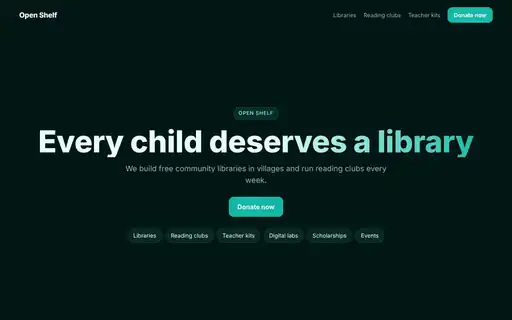 Open Shelf
Libraries
Reading clubs
Teacher kits
Donate now
OPEN SHELF
Every child deserves a library
We build free community libraries in villages and run reading clubs every
week.
Donate now
Libraries
Reading clubs
Teacher kits
Digital labs
Scholarships
Events